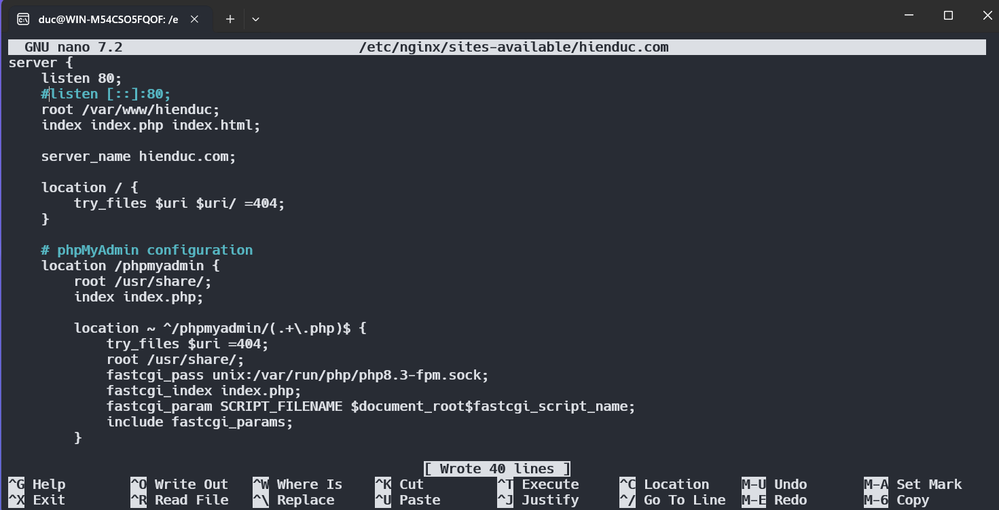 duc@WIN-M54CSO5FQOF: /e
GNU nano 7.2 /etc/nginx/sites-available/hienduc.com
server {
    listen 80;
    #listen [::]:80;
    root /var/www/hienduc;
    index index.php index.html;

    server_name hienduc.com;

    location / {
        try_files $uri $uri/ =404;
    }

    # phpMyAdmin configuration
    location /phpmyadmin {
        root /usr/share/;
        index index.php;

        location ~ ^/phpmyadmin/(.+\.php)$ {
            try_files $uri =404;
            root /usr/share/;
            fastcgi_pass unix:/var/run/php/php8.3-fpm.sock;
            fastcgi_index index.php;
            fastcgi_param SCRIPT_FILENAME $document_root$fastcgi_script_name;
            include fastcgi_params;
        }

[ Wrote 40 lines ]
^G Help ^O Write Out ^W Where Is ^K Cut ^T Execute ^C Location M-U Undo M-A Set Mark
^X Exit ^R Read File ^\ Replace ^U Paste ^J Justify ^/ Go To Line M-E Redo M-6 Copy